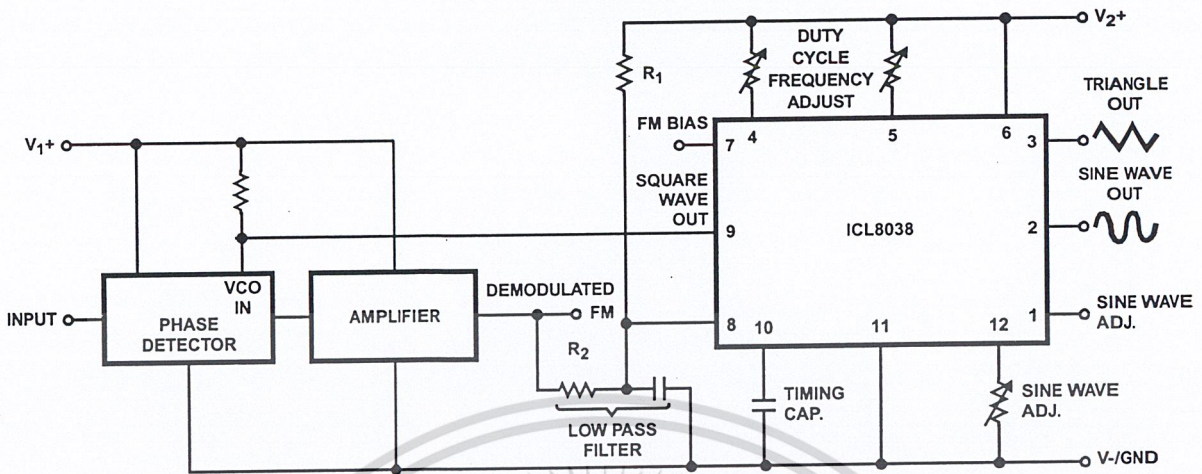 V2+
DUTY
CYCLE
FREQUENCY
ADJUST
R1
TRIANGLE
OUT
FM BIAS
7
4
5
6
3
V1+
SINE WAVE
OUT
SQUARE
WAVE
OUT
9
ICL8038
2
VCO
IN
DEMODULATED
FM
INPUT
PHASE
DETECTOR
AMPLIFIER
8
10
11
12
1
SINE WAVE
ADJ.
R2
TIMING
CAP.
SINE WAVE
ADJ.
LOW PASS
FILTER
V-/GND